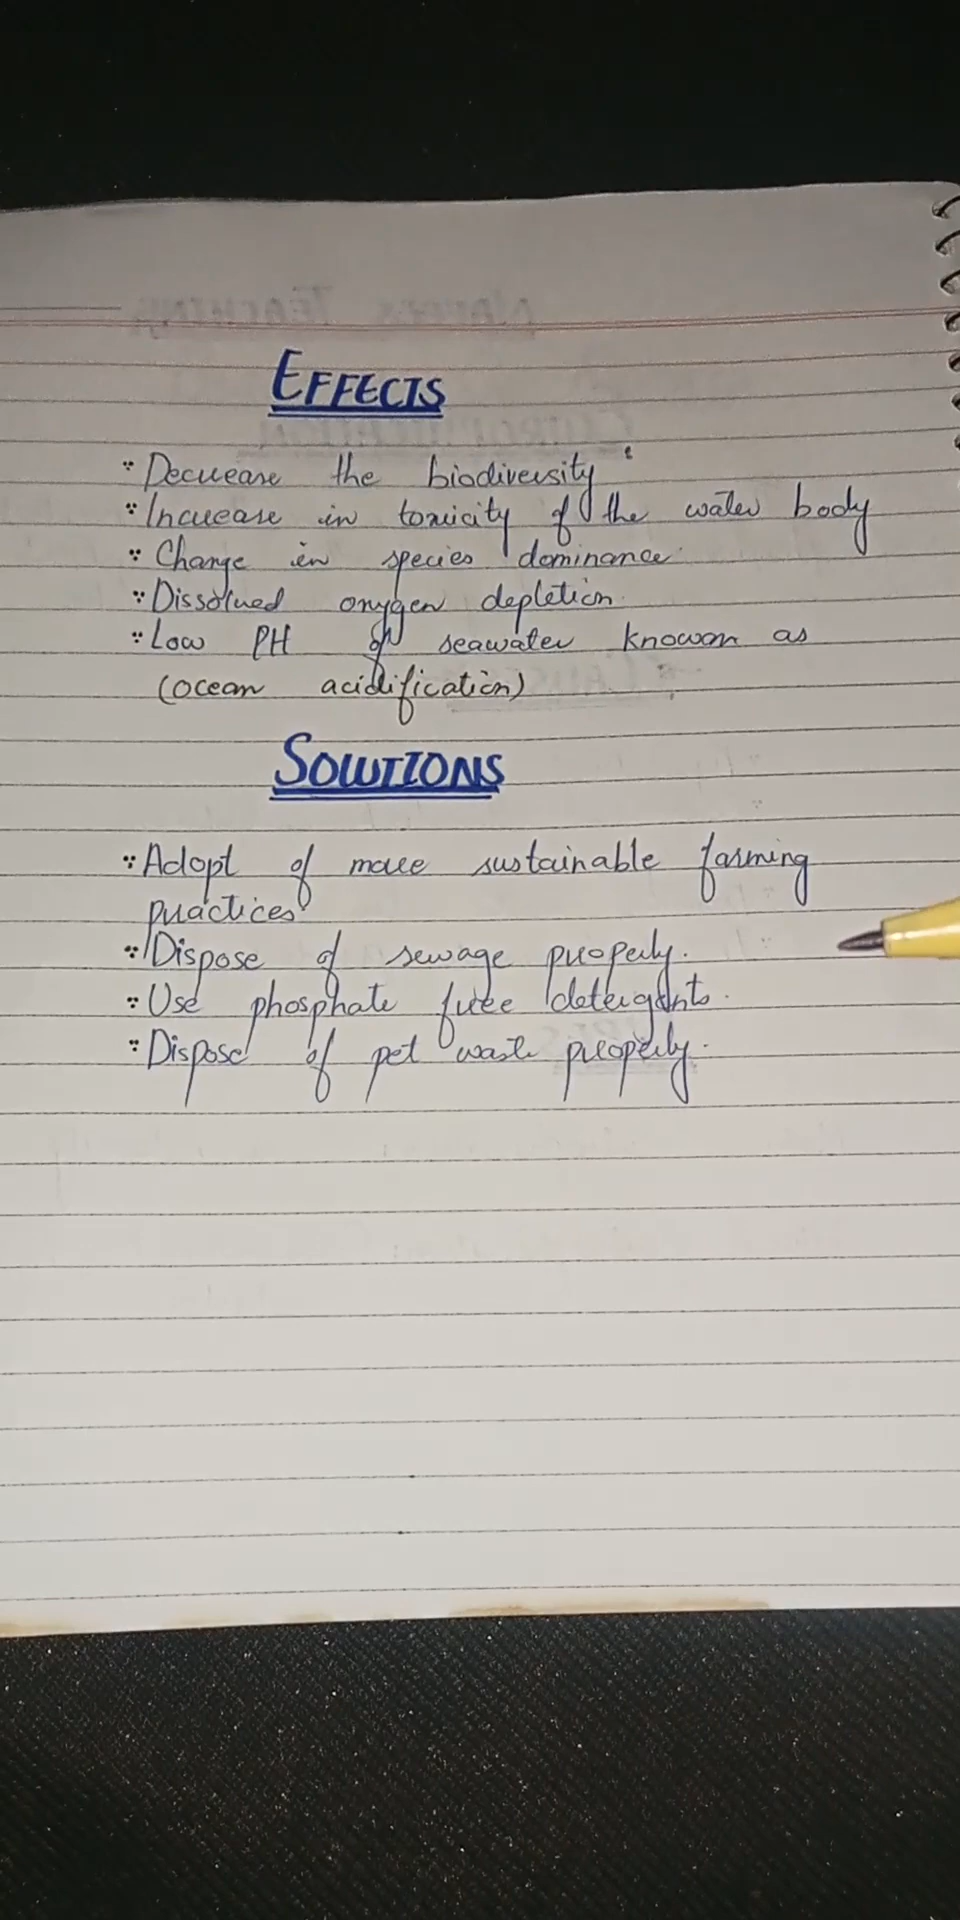 EFFECTS
Decrease the biodiversity
Increase in toxicity of the water body
Change in species dominance.
Dissolued oxygen depletion.
Low PH of seawater knowon as
(ocean acidification)
SOLUTIONS
Adopt of more sustainable farming
practices
Dispose of sewage properly.
Use phosphate free detergents.
Dispose of pet waste properly.